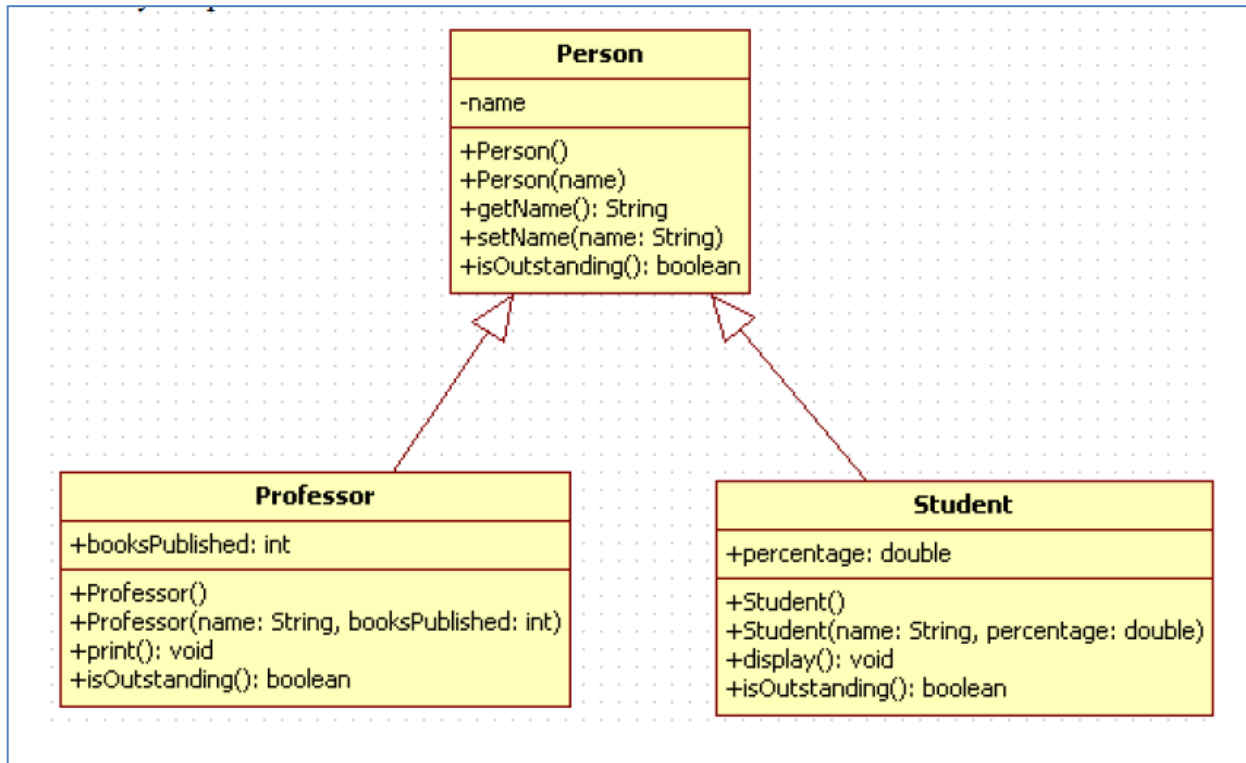 Person
-name
+Person()
+Person(name)
+getName(): String
+setName(name: String)
+isOutstanding(): boolean
Professor
+booksPublished: int
+Professor()
+Professor(name: String, booksPublished: int)
+print(): void
+isOutstanding(): boolean
Student
+percentage: double
+Student()
+Student(name: String, percentage: double)
+display(): void
+isOutstanding(): boolean